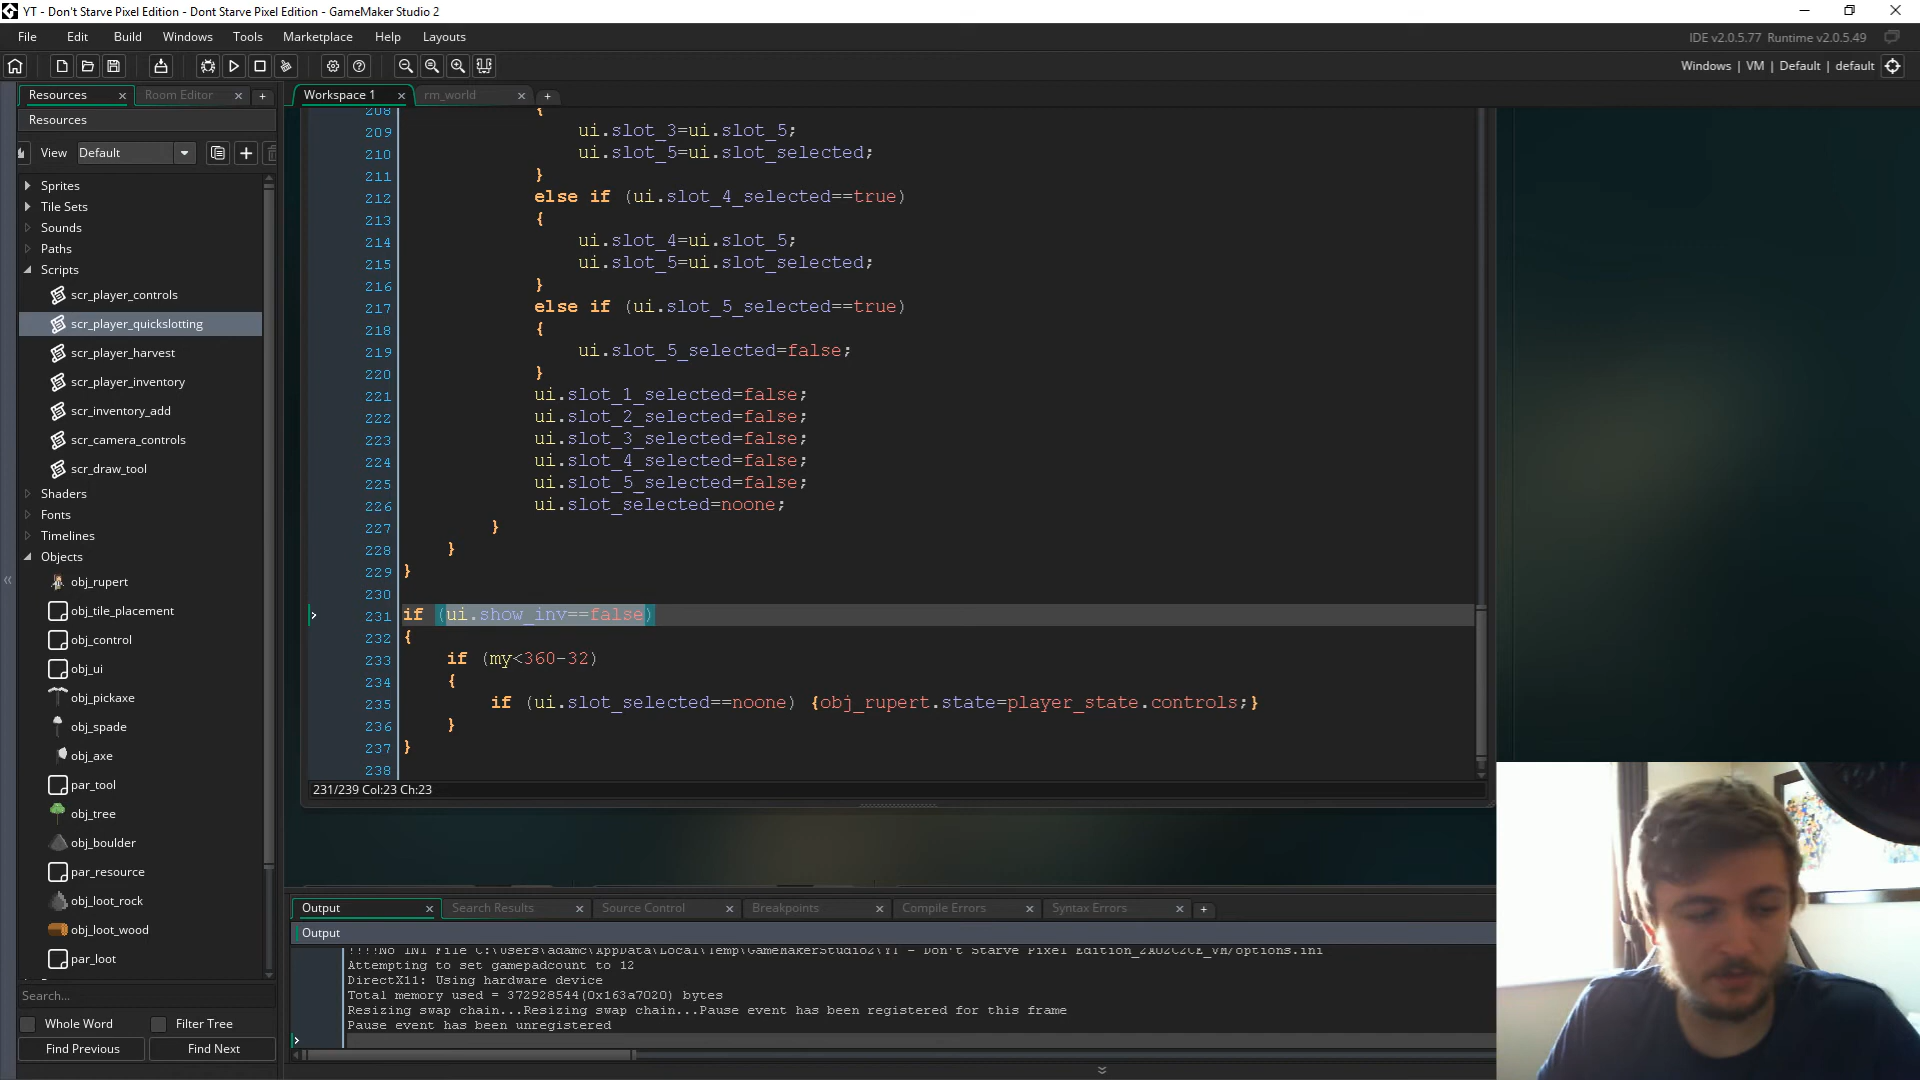 YT - Don't Starve Pixel Edition - Dont Starve Pixel Edition - GameMaker Studio 2
File Edit Build Windows Tools Marketplace Help Layouts
IDE v2.0.5.77 Runtime v2.0.5.49
Windows | VM | Default | default
Resources
Room Editor
Workspace 1
rm_world
Resources
View Default
Sprites
Tile Sets
Sounds
Paths
Scripts
scr_player_controls
scr_player_quickslotting
scr_player_harvest
scr_player_inventory
scr_inventory_add
scr_camera_controls
scr_draw_tool
Shaders
Fonts
Timelines
Objects
obj_rupert
obj_tile_placement
obj_control
obj_ui
obj_pickaxe
obj_spade
obj_axe
par_tool
obj_tree
obj_boulder
par_resource
obj_loot_rock
obj_loot_wood
par_loot
Search...
Whole Word
Filter Tree
Find Previous
Find Next
208 {
209 ui.slot_3=ui.slot_5;
210 ui.slot_5=ui.slot_selected;
211 }
212 else if (ui.slot_4_selected==true)
213 {
214 ui.slot_4=ui.slot_5;
215 ui.slot_5=ui.slot_selected;
216 }
217 else if (ui.slot_5_selected==true)
218 {
219 ui.slot_5_selected=false;
220 }
221 ui.slot_1_selected=false;
222 ui.slot_2_selected=false;
223 ui.slot_3_selected=false;
224 ui.slot_4_selected=false;
225 ui.slot_5_selected=false;
226 ui.slot_selected=noone;
227 }
228 }
229 }
230
231 if (ui.show_inv==false)
232 {
233 if (my<360-32)
234 {
235 if (ui.slot_selected==noone) {obj_rupert.state=player_state.controls;}
236 }
237 }
238
231/239 Col:23 Ch:23
Output
Search Results
Source Control
Breakpoints
Compile Errors
Syntax Errors
Output
Attempting to set gamepadcount to 12
DirectX11: Using hardware device
Total memory used = 372928544(0x163a7020) bytes
Resizing swap chain...Resizing swap chain...Pause event has been registered for this frame
Pause event has been unregistered